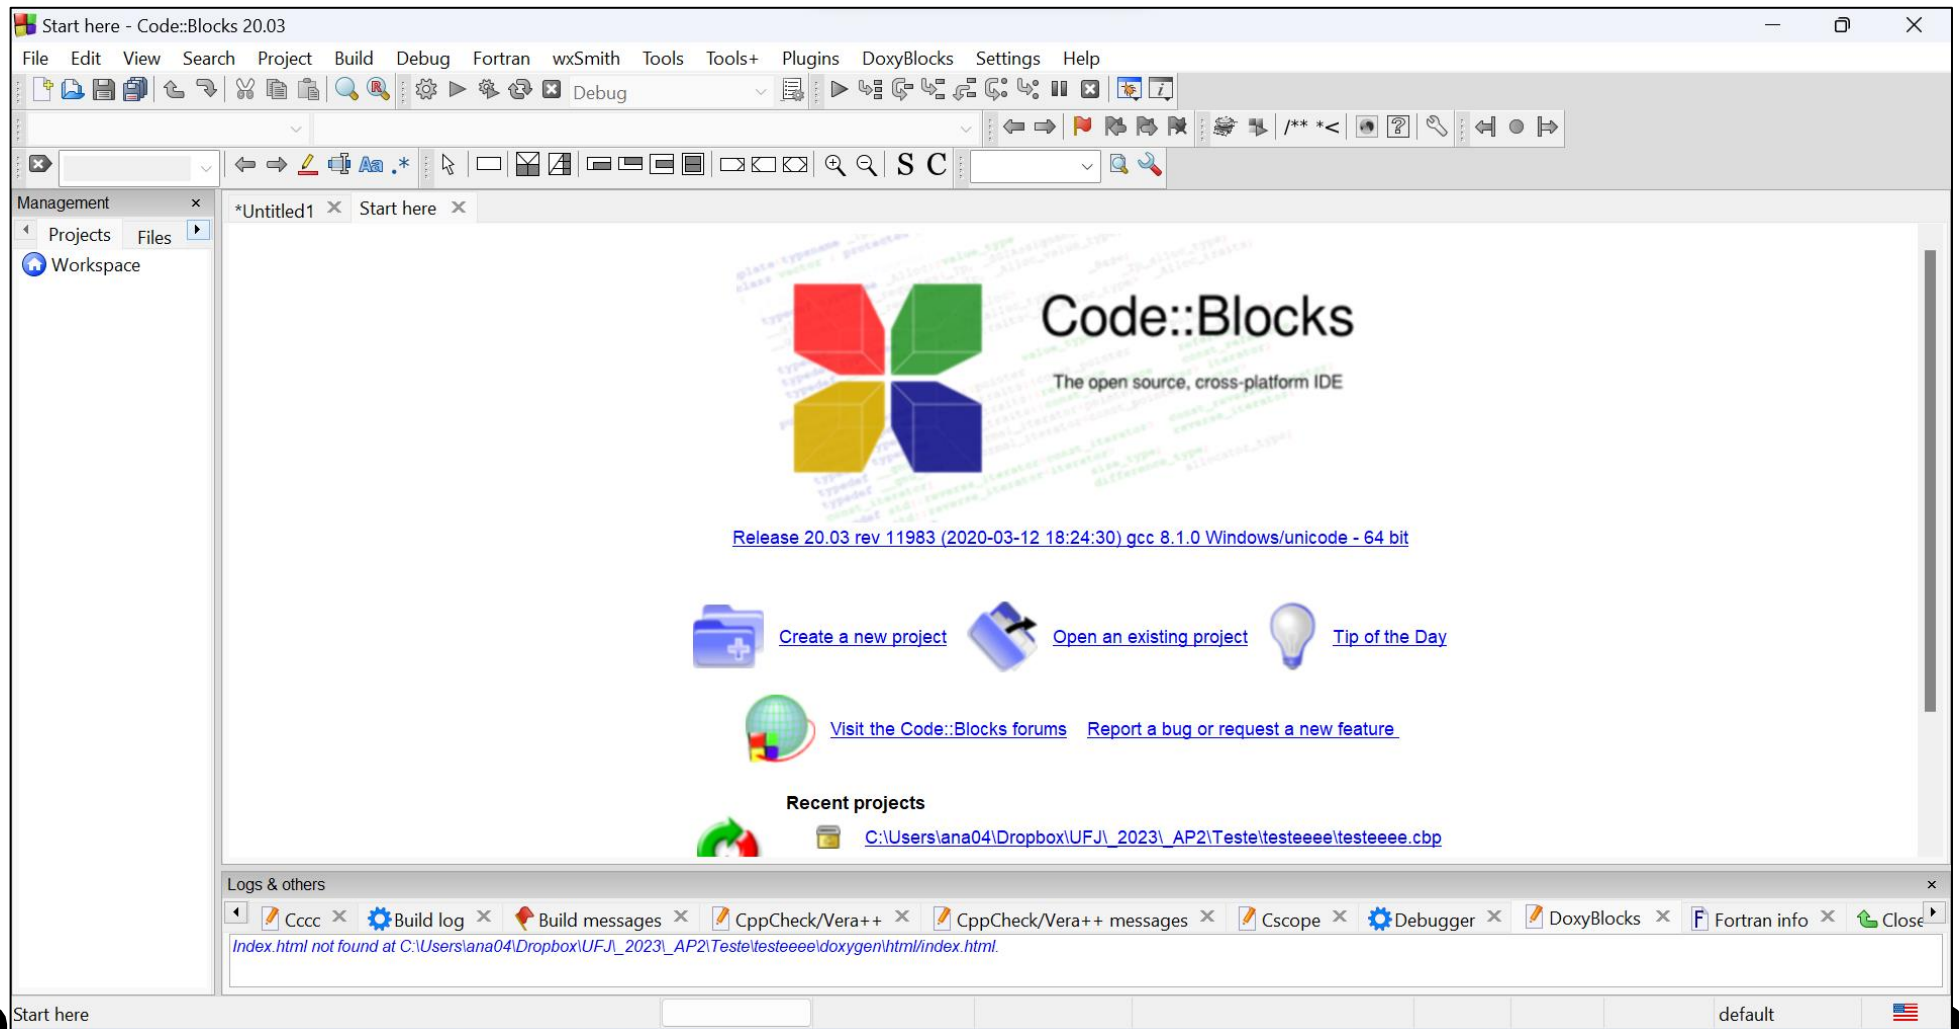 Start here - Code::Blocks 20.03
File Edit View Search Project Build Debug Fortran wxSmith Tools Tools+ Plugins DoxyBlocks Settings Help
Debug
/** *<
Aa .* S C
Management
*Untitled1 Start here
Projects Files
Workspace
Code::Blocks
The open source, cross-platform IDE
Release 20.03 rev 11983 (2020-03-12 18:24:30) gcc 8.1.0 Windows/unicode - 64 bit
Create a new project Open an existing project Tip of the Day
Visit the Code::Blocks forums Report a bug or request a new feature
Recent projects
C:\Users\ana04\Dropbox\UFJ\_2023\_AP2\Teste\testeeee\testeeee.cbp
Logs & others
Cccc Build log Build messages CppCheck/Vera++ CppCheck/Vera++ messages Cscope Debugger DoxyBlocks Fortran info Close
Index.html not found at C:\Users\ana04\Dropbox\UFJ\_2023\_AP2\Teste\testeeee\doxygen\html/index.html.
Start here default